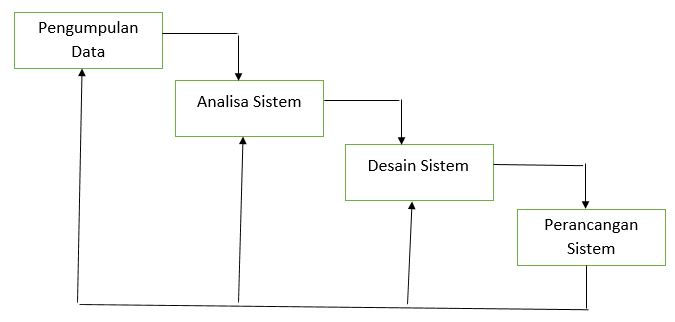 Pengumpulan
Data
Analisa Sistem
Desain Sistem
Perancangan
Sistem